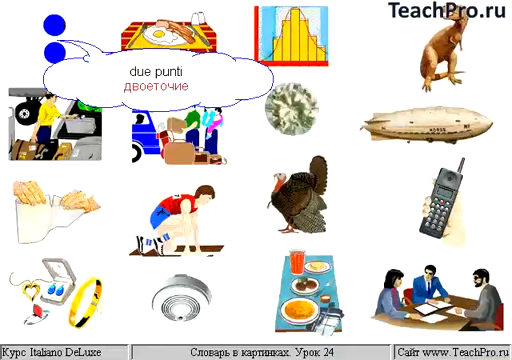 TeachPro.ru
due punti
двоеточие
Курс Italiano DeLuxe
Словарь в картинках. Урок 24
Сайт www.TeachPro.ru